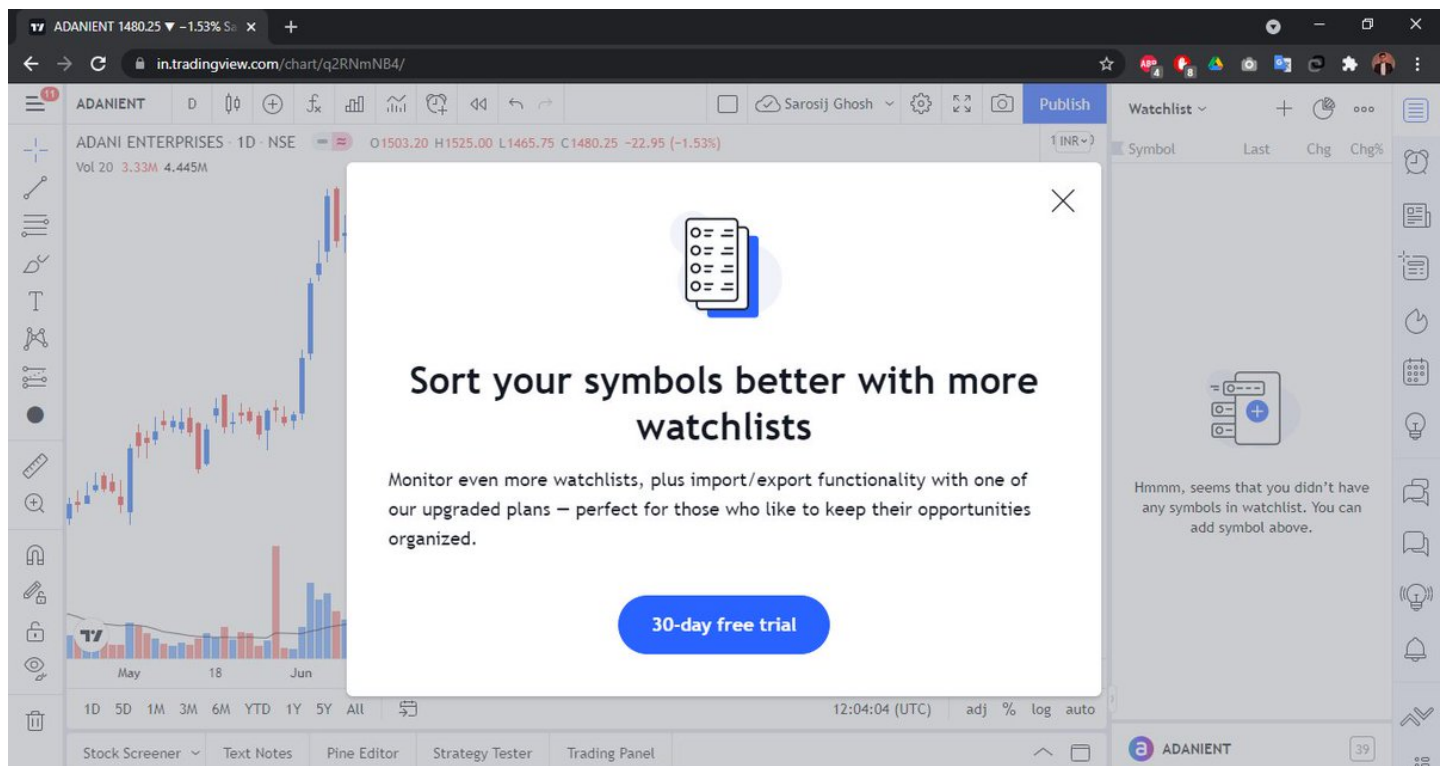 ADANIENT 1480.25 ▼ −1.53% Sa
in.tradingview.com/chart/q2RNmNB4/
ABP 4 8
11 ADANIENT D Sarosij Ghosh Publish
ADANI ENTERPRISES · 1D · NSE O1503.20 H1525.00 L1465.75 C1480.25 −22.95 (−1.53%) 1 INR
Vol 20 3.33M 4.445M
Watchlist
Symbol Last Chg Chg%
Sort your symbols better with more
watchlists
Monitor even more watchlists, plus import/export functionality with one of
our upgraded plans — perfect for those who like to keep their opportunities
organized.
30-day free trial
Hmmm, seems that you didn't have
any symbols in watchlist. You can
add symbol above.
May 18 Jun
1D 5D 1M 3M 6M YTD 1Y 5Y All 12:04:04 (UTC) adj % log auto
Stock Screener Text Notes Pine Editor Strategy Tester Trading Panel
a ADANIENT 39